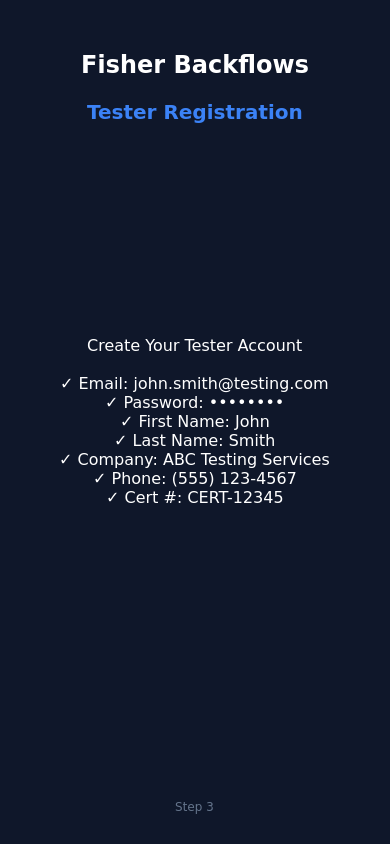 Fisher Backflows
Tester Registration
Create Your Tester Account
✓ Email: john.smith@testing.com
✓ Password: ••••••••
✓ First Name: John
✓ Last Name: Smith
✓ Company: ABC Testing Services
✓ Phone: (555) 123-4567
✓ Cert #: CERT-12345
Step 3